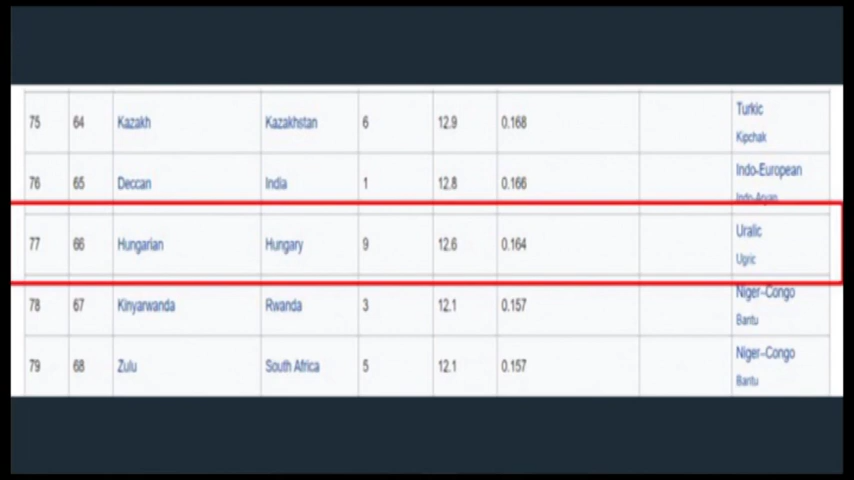 75 64 Kazakh Kazakhstan 6 12.9 0.168 Turkic
Kipchak
76 65 Deccan India 1 12.8 0.166 Indo-European
Indo-Aryan
77 66 Hungarian Hungary 9 12.6 0.164 Uralic
Ugric
78 67 Kinyarwanda Rwanda 3 12.1 0.157 Niger–Congo
Bantu
79 68 Zulu South Africa 5 12.1 0.157 Niger–Congo
Bantu